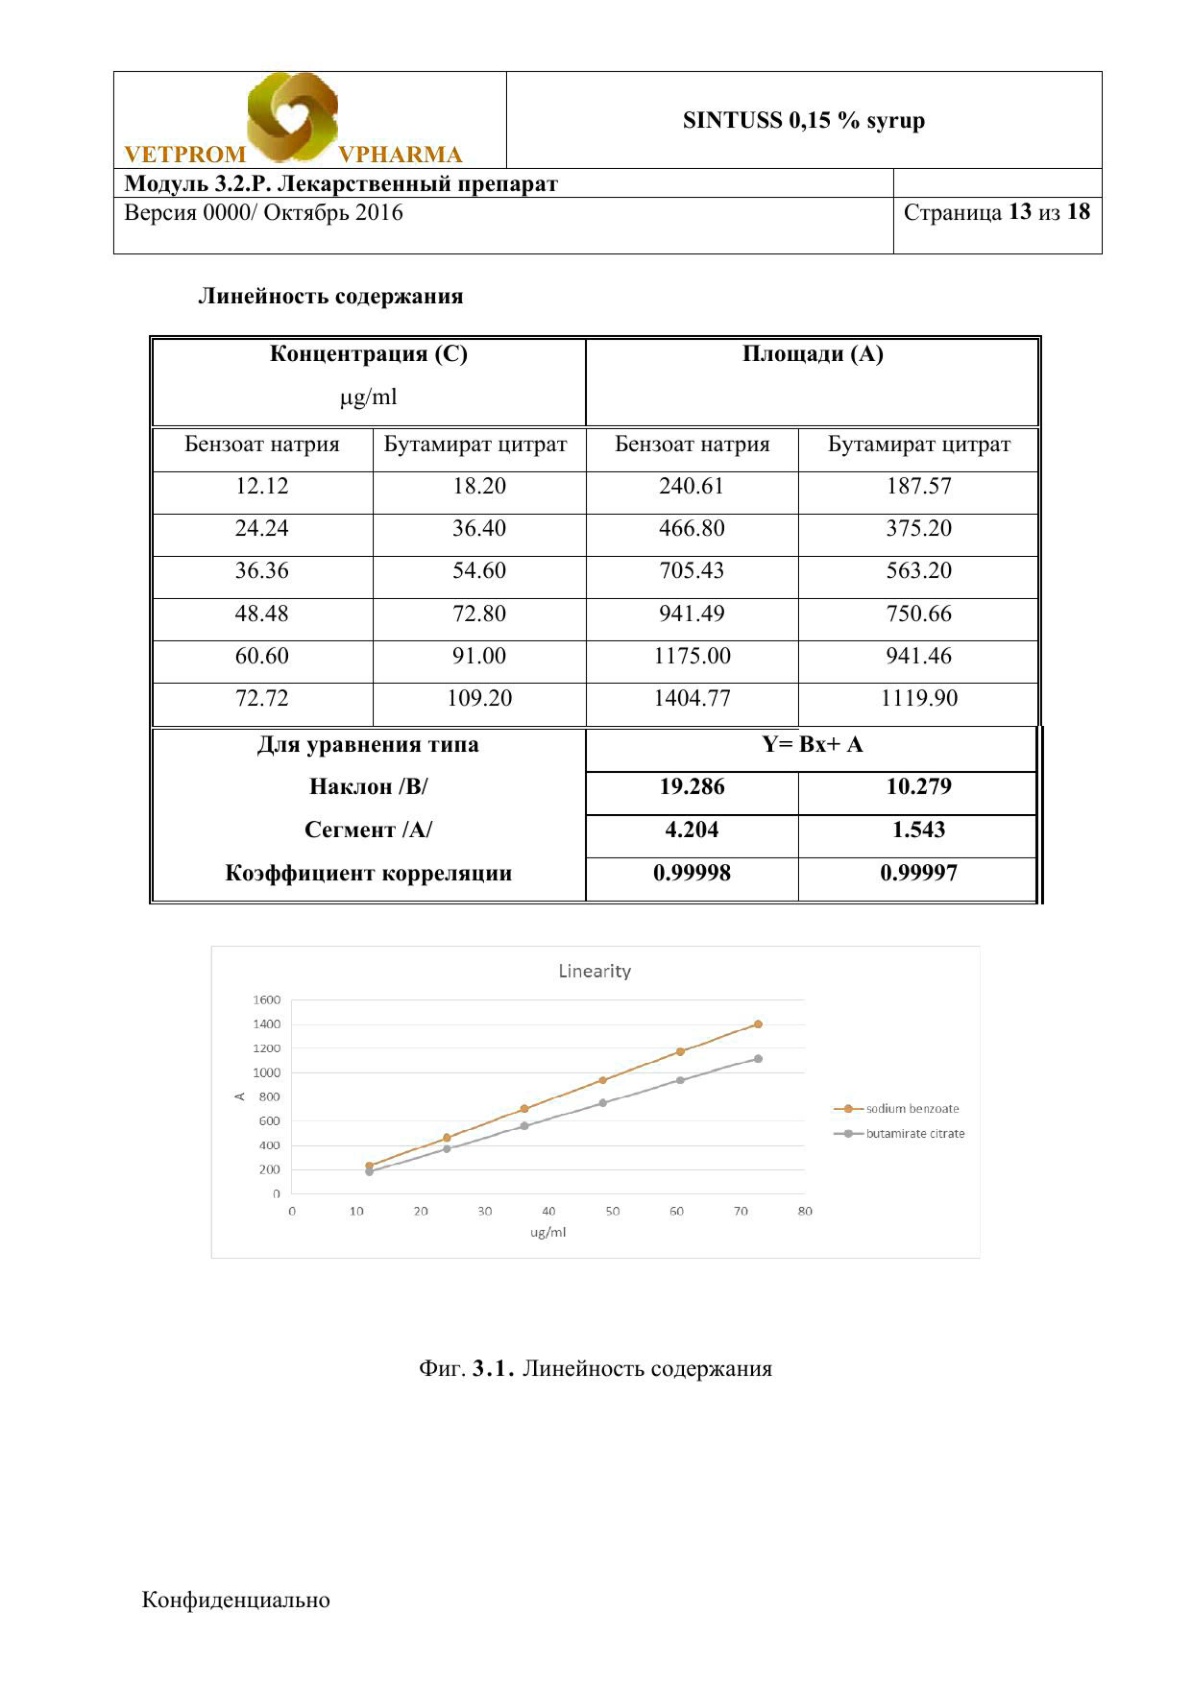 VETPROM VPHARMA
SINTUSS 0,15 % syrup
Модуль 3.2.Р. Лекарственный препарат
Версия 0000/ Октябрь 2016
Страница 13 из 18
Линейность содержания
Концентрация (С)
µg/ml
Площади (А)
Бензоат натрия Бутамират цитрат Бензоат натрия Бутамират цитрат
12.12 18.20 240.61 187.57
24.24 36.40 466.80 375.20
36.36 54.60 705.43 563.20
48.48 72.80 941.49 750.66
60.60 91.00 1175.00 941.46
72.72 109.20 1404.77 1119.90
Для уравнения типа Y= Bx+ A
Наклон /В/ 19.286 10.279
Сегмент /А/ 4.204 1.543
Коэффициент корреляции 0.99998 0.99997
Linearity
1600
1400
1200
1000
800
600
400
200
0
A
0 10 20 30 40 50 60 70 80
ug/ml
sodium benzoate
butamirate citrate
Фиг. 3.1. Линейность содержания
Конфиденциально